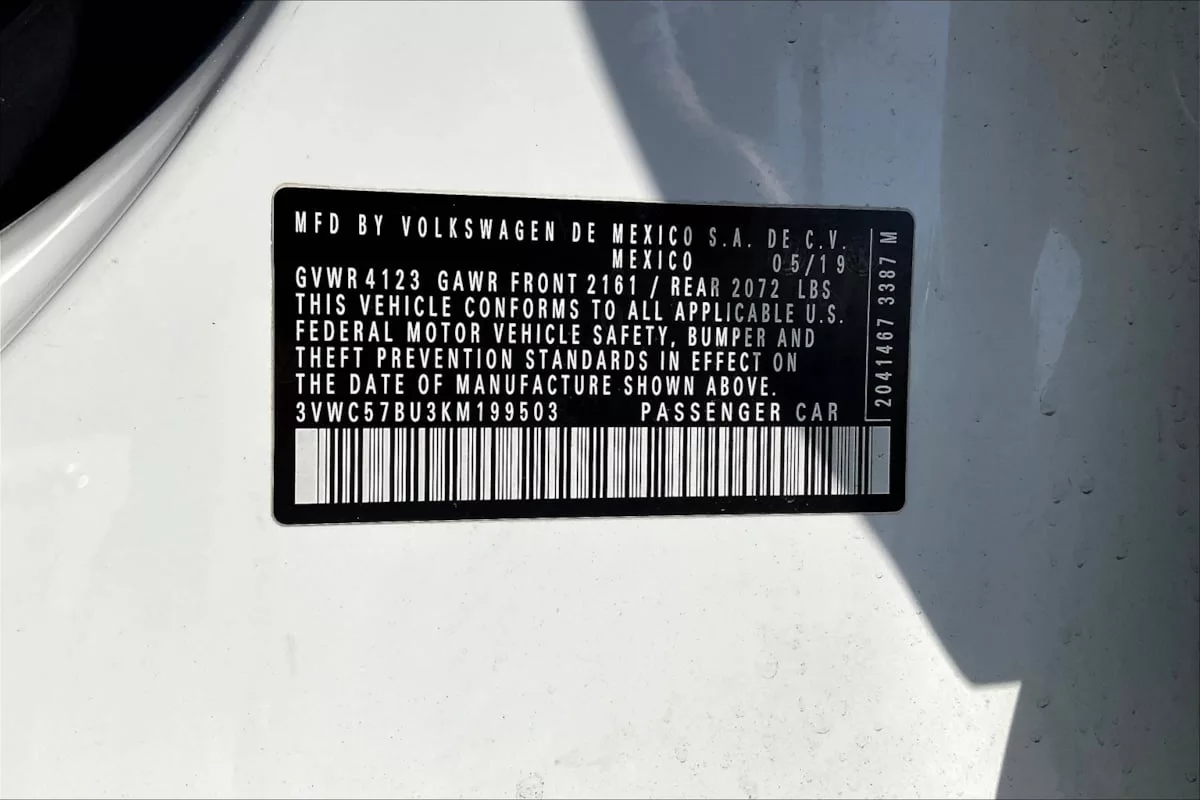 MFD BY VOLKSWAGEN DE MEXICO S.A. DE C.V.
MEXICO 05/19
GVWR 4123 GAWR FRONT 2161 / REAR 2072 LBS
THIS VEHICLE CONFORMS TO ALL APPLICABLE U.S.
FEDERAL MOTOR VEHICLE SAFETY, BUMPER AND
THEFT PREVENTION STANDARDS IN EFFECT ON
THE DATE OF MANUFACTURE SHOWN ABOVE.
3VWC57BU3KM199503 PASSENGER CAR
2041467 3387 M